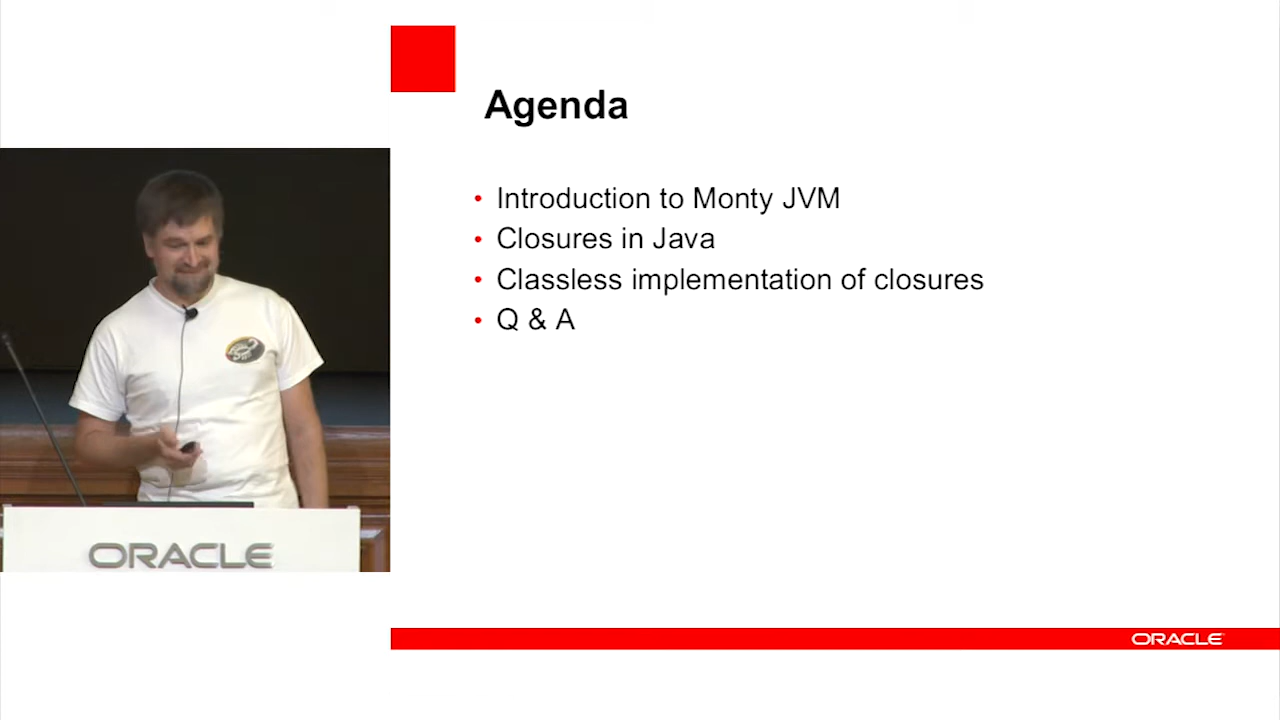 Agenda
• Introduction to Monty JVM
• Closures in Java
• Classless implementation of closures
• Q & A
ORACLE
ORACLE